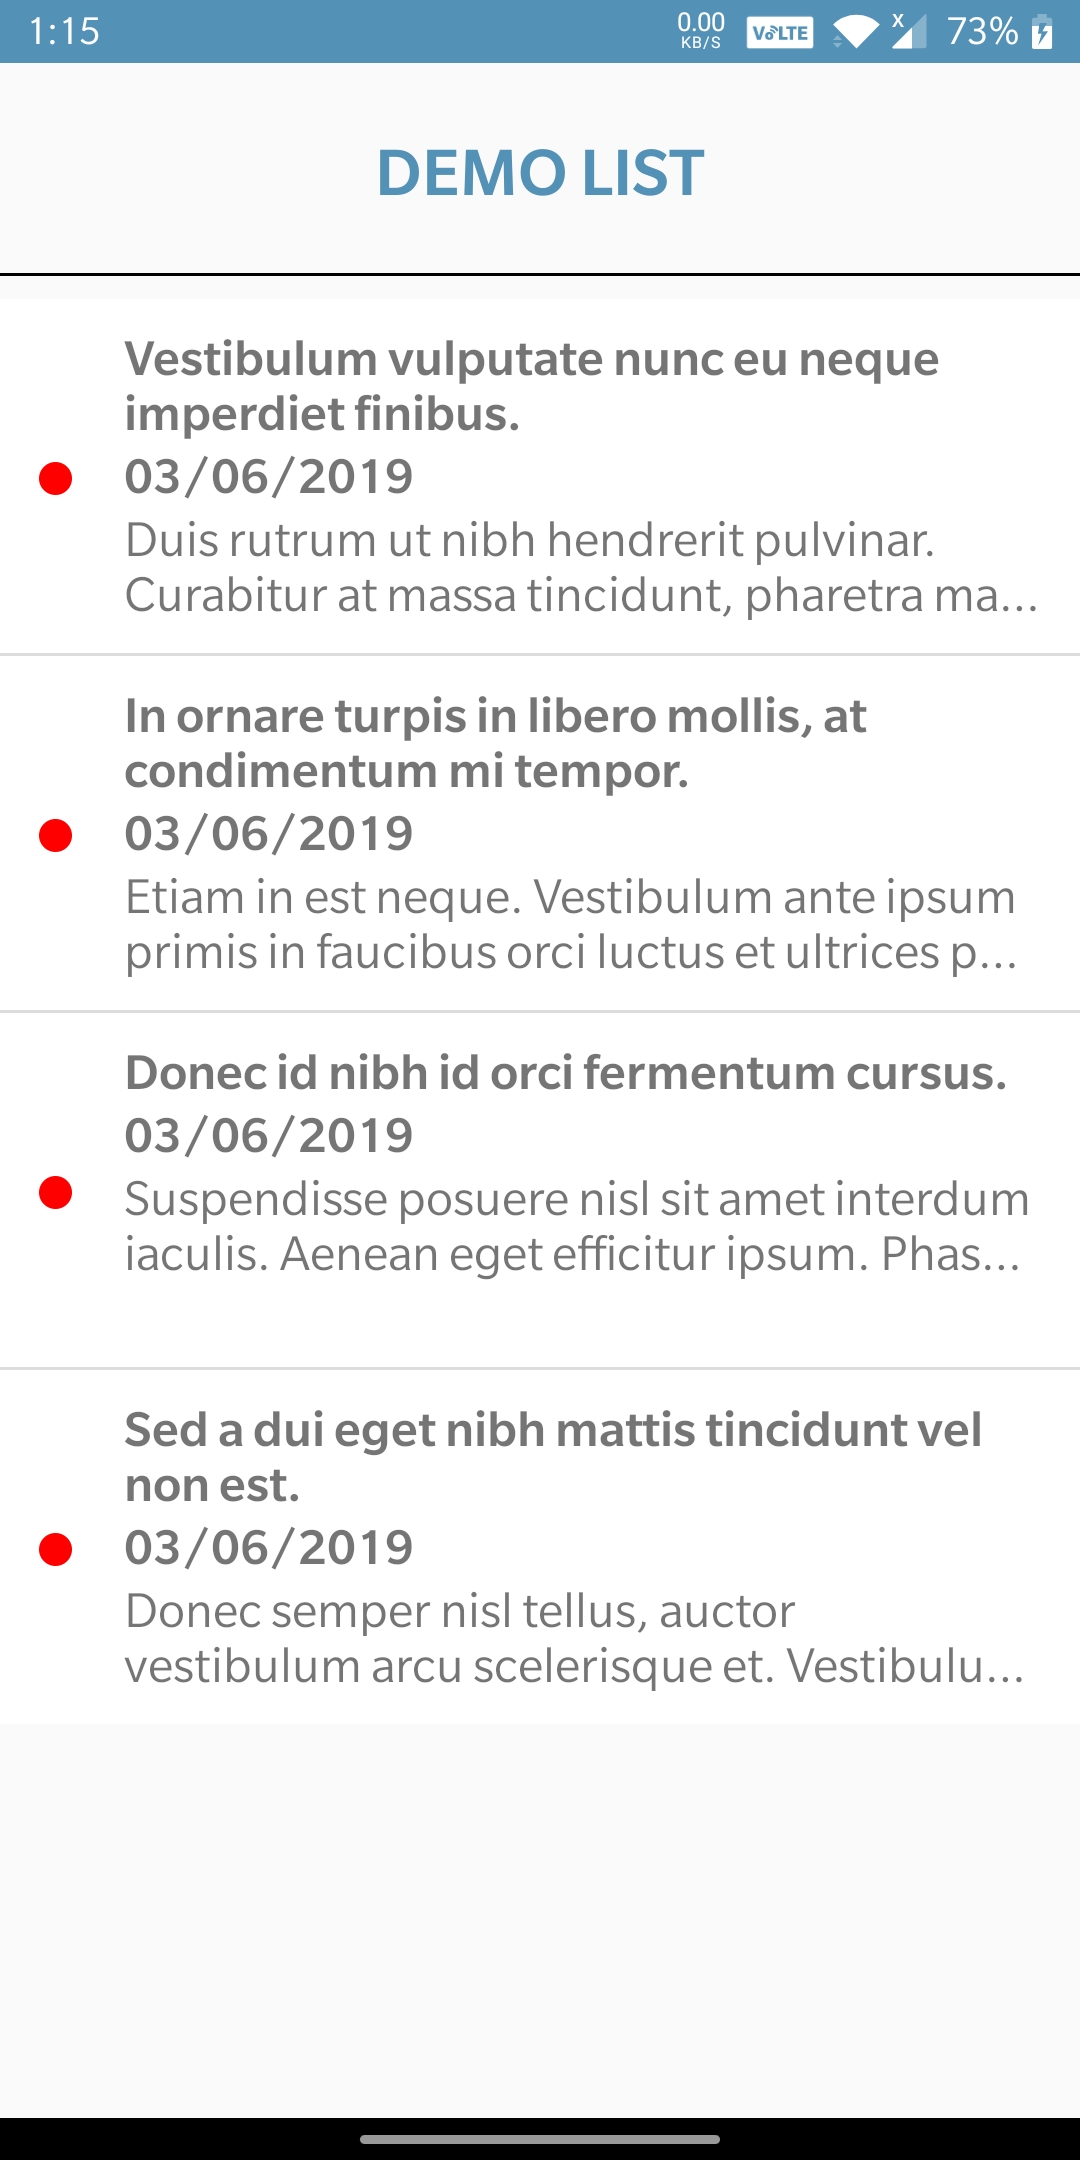 1:15
0.00
KB/S
VoLTE
X
73%
DEMO LIST
Vestibulum vulputate nunc eu neque
imperdiet finibus.
03/06/2019
Duis rutrum ut nibh hendrerit pulvinar.
Curabitur at massa tincidunt, pharetra ma...
In ornare turpis in libero mollis, at
condimentum mi tempor.
03/06/2019
Etiam in est neque. Vestibulum ante ipsum
primis in faucibus orci luctus et ultrices p...
Donec id nibh id orci fermentum cursus.
03/06/2019
Suspendisse posuere nisl sit amet interdum
iaculis. Aenean eget efficitur ipsum. Phas...
Sed a dui eget nibh mattis tincidunt vel
non est.
03/06/2019
Donec semper nisl tellus, auctor
vestibulum arcu scelerisque et. Vestibulu...